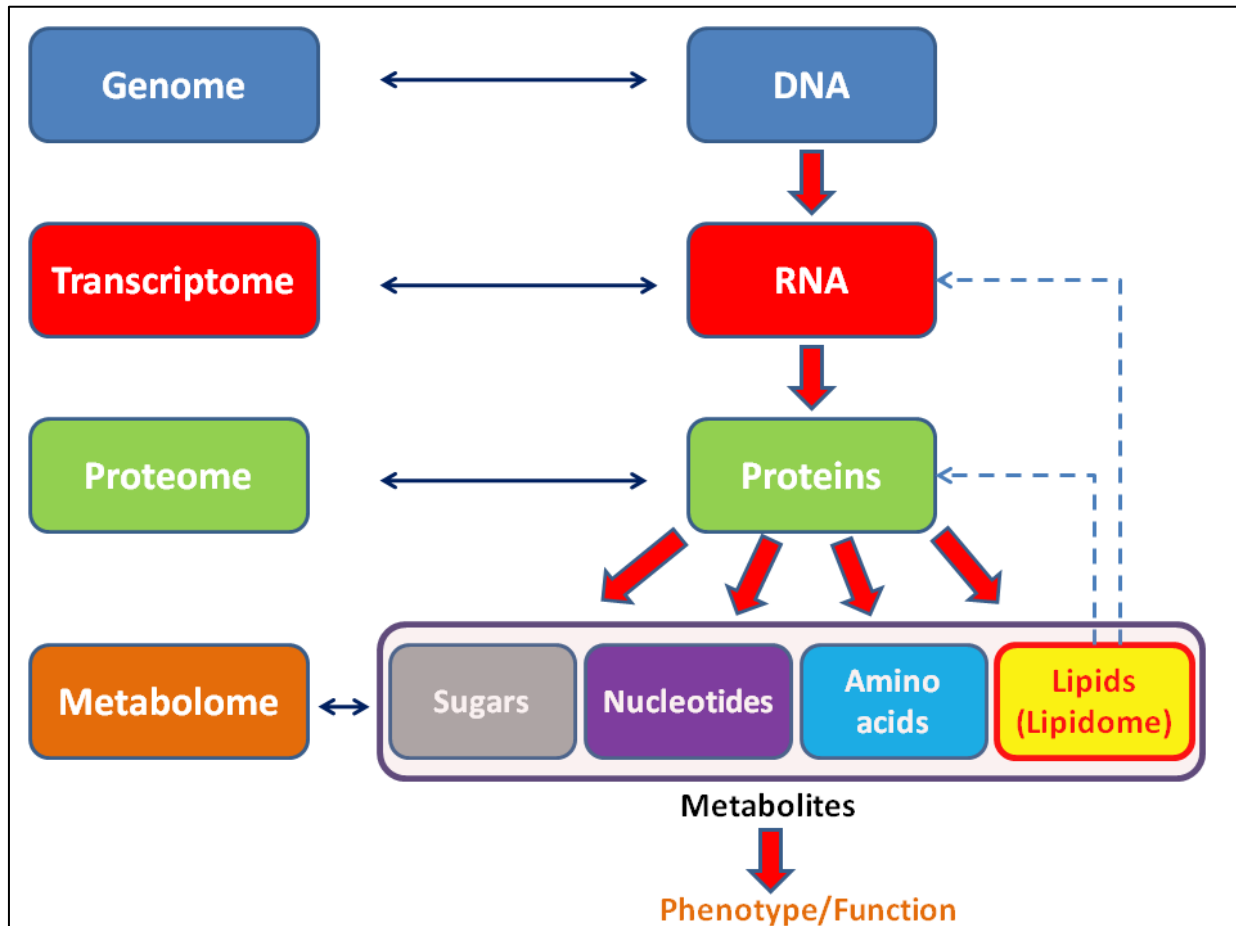 Genome
DNA
Transcriptome
RNA
Proteome
Proteins
Metabolome
Sugars
Nucleotides
Amino
acids
Lipids
(Lipidome)
Metabolites
Phenotype/Function